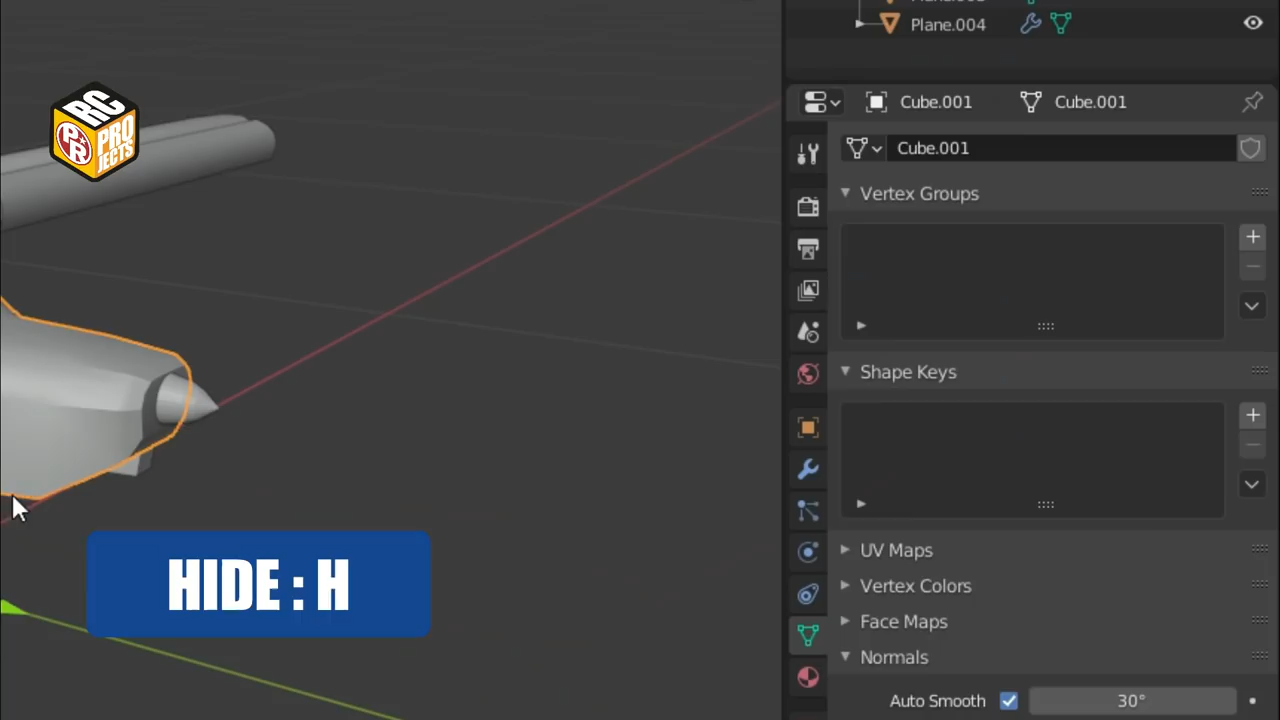 Plane.004
Cube.001
Cube.001
Cube.001
Vertex Groups
Shape Keys
UV Maps
Vertex Colors
Face Maps
Normals
Auto Smooth
30°
RC
PR
PRO
JECTS
HIDE : H